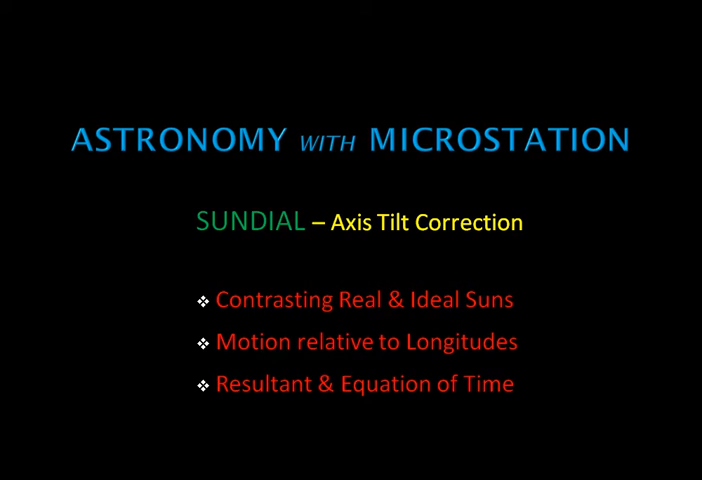 ASTRONOMY WITH MICROSTATION
SUNDIAL – Axis Tilt Correction
❖ Contrasting Real & Ideal Suns
❖ Motion relative to Longitudes
❖ Resultant & Equation of Time